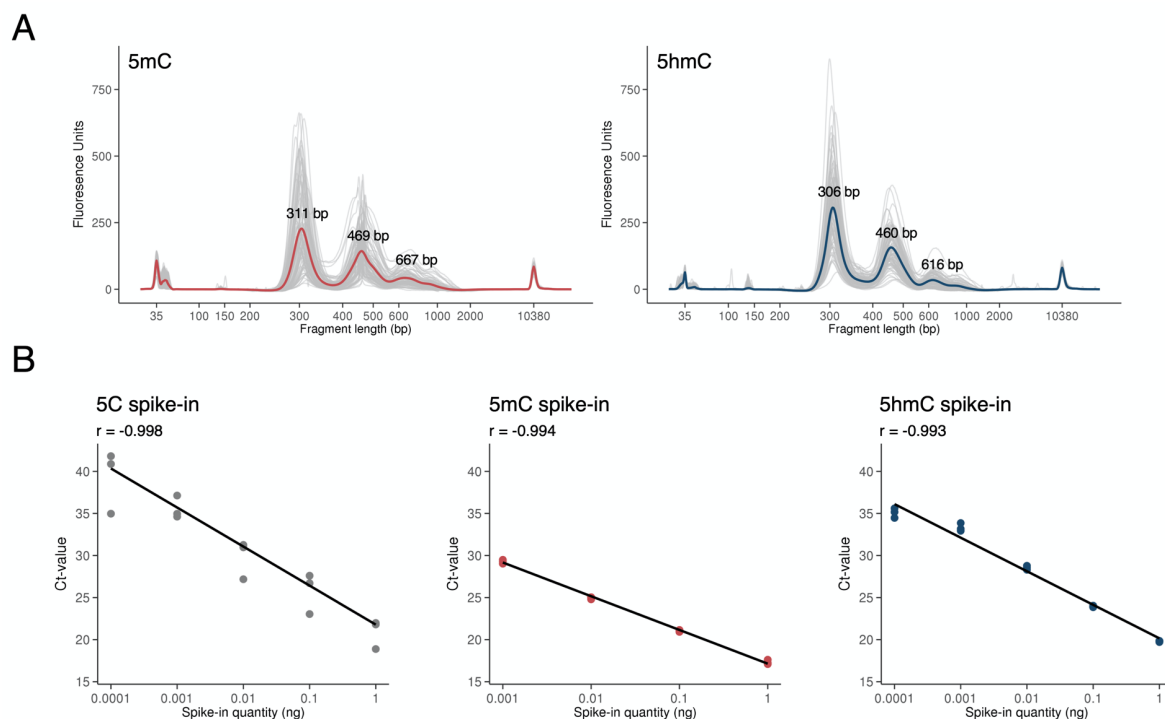 A
5mC
Fluoresence Units
750
500
250
0
311 bp
469 bp
667 bp
35 100 150 200 300 400 500 600 1000 2000 10380
Fragment length (bp)
5hmC
Fluoresence Units
750
500
250
0
306 bp
460 bp
616 bp
35 100 150 200 300 400 500 600 1000 2000 10380
Fragment length (bp)
B
5C spike-in
r = -0.998
Ct-value
40
35
30
25
20
15
0.0001 0.001 0.01 0.1 1
Spike-in quantity (ng)
5mC spike-in
r = -0.994
Ct-value
40
35
30
25
20
15
0.001 0.01 0.1 1
Spike-in quantity (ng)
5hmC spike-in
r = -0.993
Ct-value
40
35
30
25
20
15
0.0001 0.001 0.01 0.1 1
Spike-in quantity (ng)